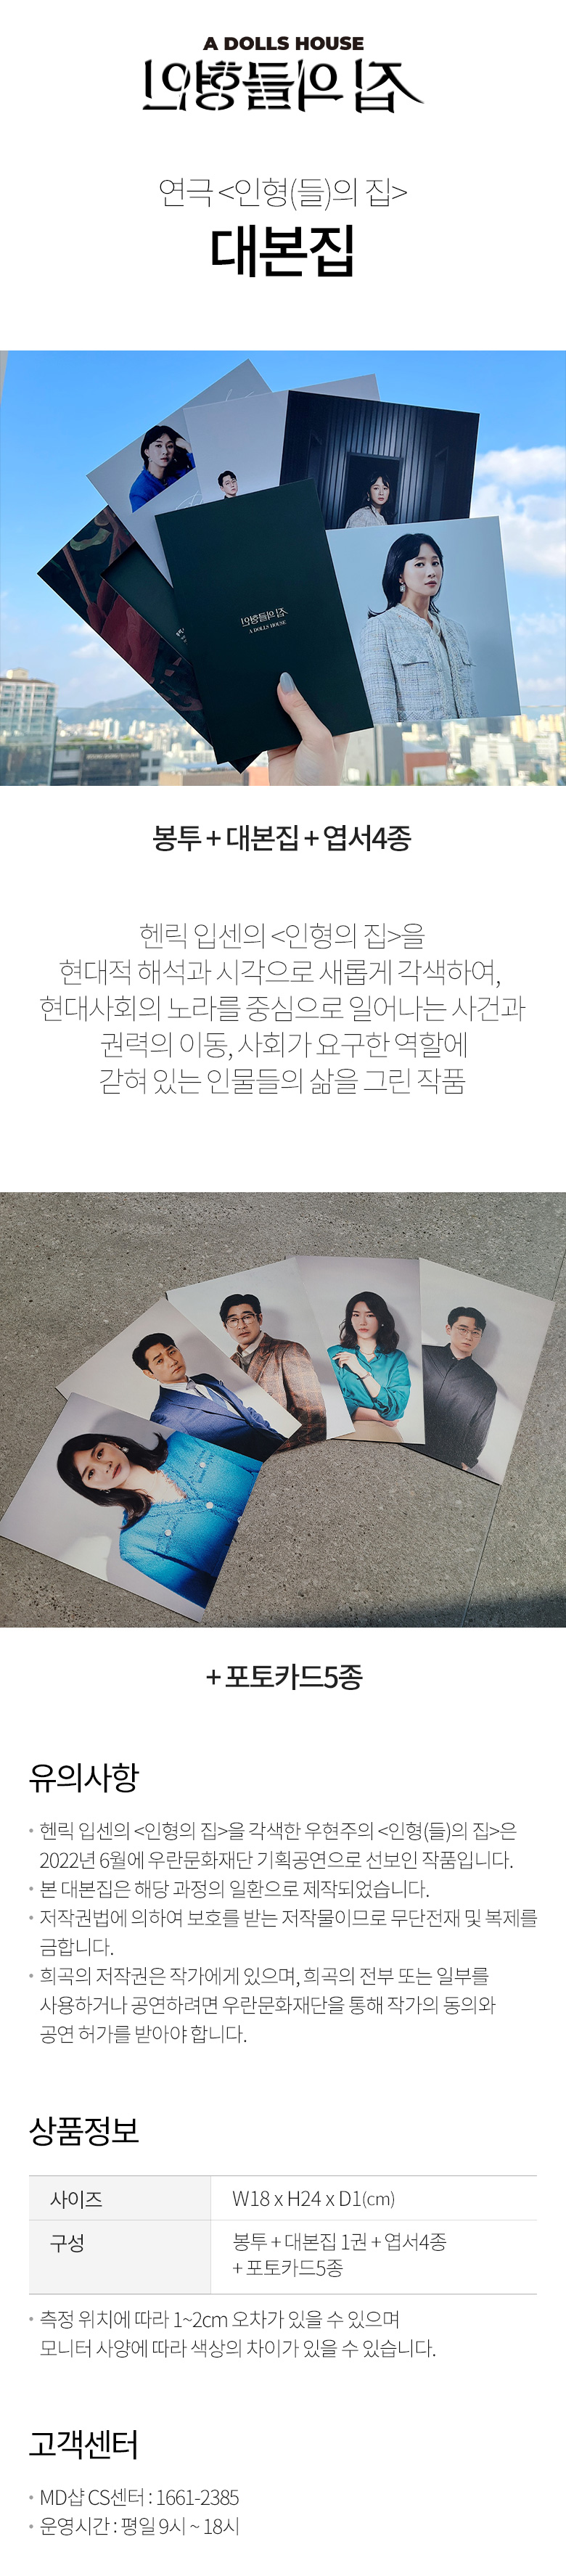 A DOLLS HOUSE
인형들의집
연극 <인형(들)의 집>
대본집
인형들의집
A DOLLS HOUSE
봉투 + 대본집 + 엽서4종
헨릭 입센의 <인형의 집>을
현대적 해석과 시각으로 새롭게 각색하여,
현대사회의 노라를 중심으로 일어나는 사건과
권력의 이동, 사회가 요구한 역할에
갇혀 있는 인물들의 삶을 그린 작품
+ 포토카드5종
유의사항
• 헨릭 입센의 <인형의 집>을 각색한 우현주의 <인형(들)의 집>은
2022년 6월에 우란문화재단 기획공연으로 선보인 작품입니다.
• 본 대본집은 해당 과정의 일환으로 제작되었습니다.
• 저작권법에 의하여 보호를 받는 저작물이므로 무단전재 및 복제를
금합니다.
• 희곡의 저작권은 작가에게 있으며, 희곡의 전부 또는 일부를
사용하거나 공연하려면 우란문화재단을 통해 작가의 동의와
공연 허가를 받아야 합니다.
상품정보
사이즈 W18 x H24 x D1(cm)
구성 봉투 + 대본집 1권 + 엽서4종
+ 포토카드5종
• 측정 위치에 따라 1~2cm 오차가 있을 수 있으며
모니터 사양에 따라 색상의 차이가 있을 수 있습니다.
고객센터
• MD샵 CS센터 : 1661-2385
• 운영시간 : 평일 9시 ~ 18시